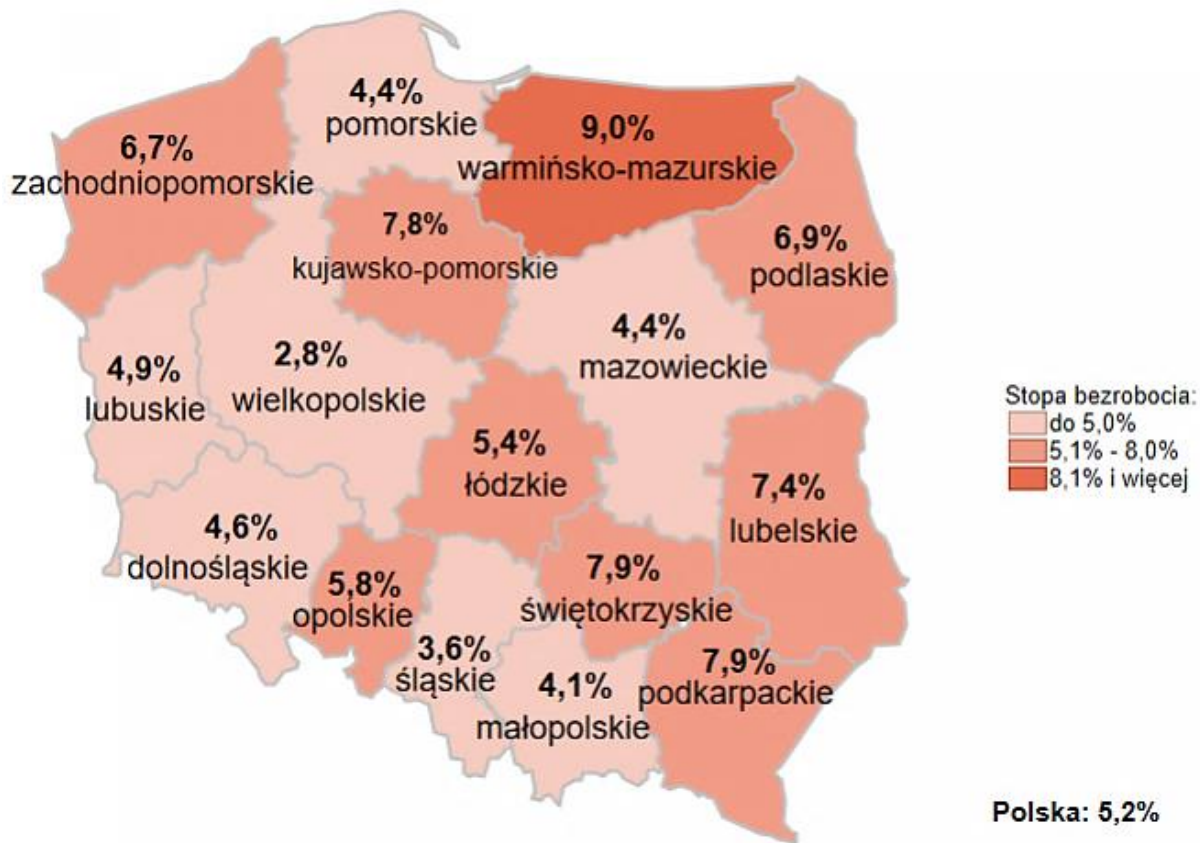 4,4%
pomorskie
9,0%
warmińsko-mazurskie
6,7%
zachodniopomorskie
7,8%
kujawsko-pomorskie
6,9%
podlaskie
4,4%
mazowieckie
2,8%
wielkopolskie
4,9%
lubuskie
Stopa bezrobocia:
do 5,0%
5,1% - 8,0%
8,1% i więcej
5,4%
łódzkie
7,4%
lubelskie
4,6%
dolnośląskie
5,8%
opolskie
7,9%
świętokrzyskie
3,6%
śląskie
4,1%
małopolskie
7,9%
podkarpackie
Polska: 5,2%